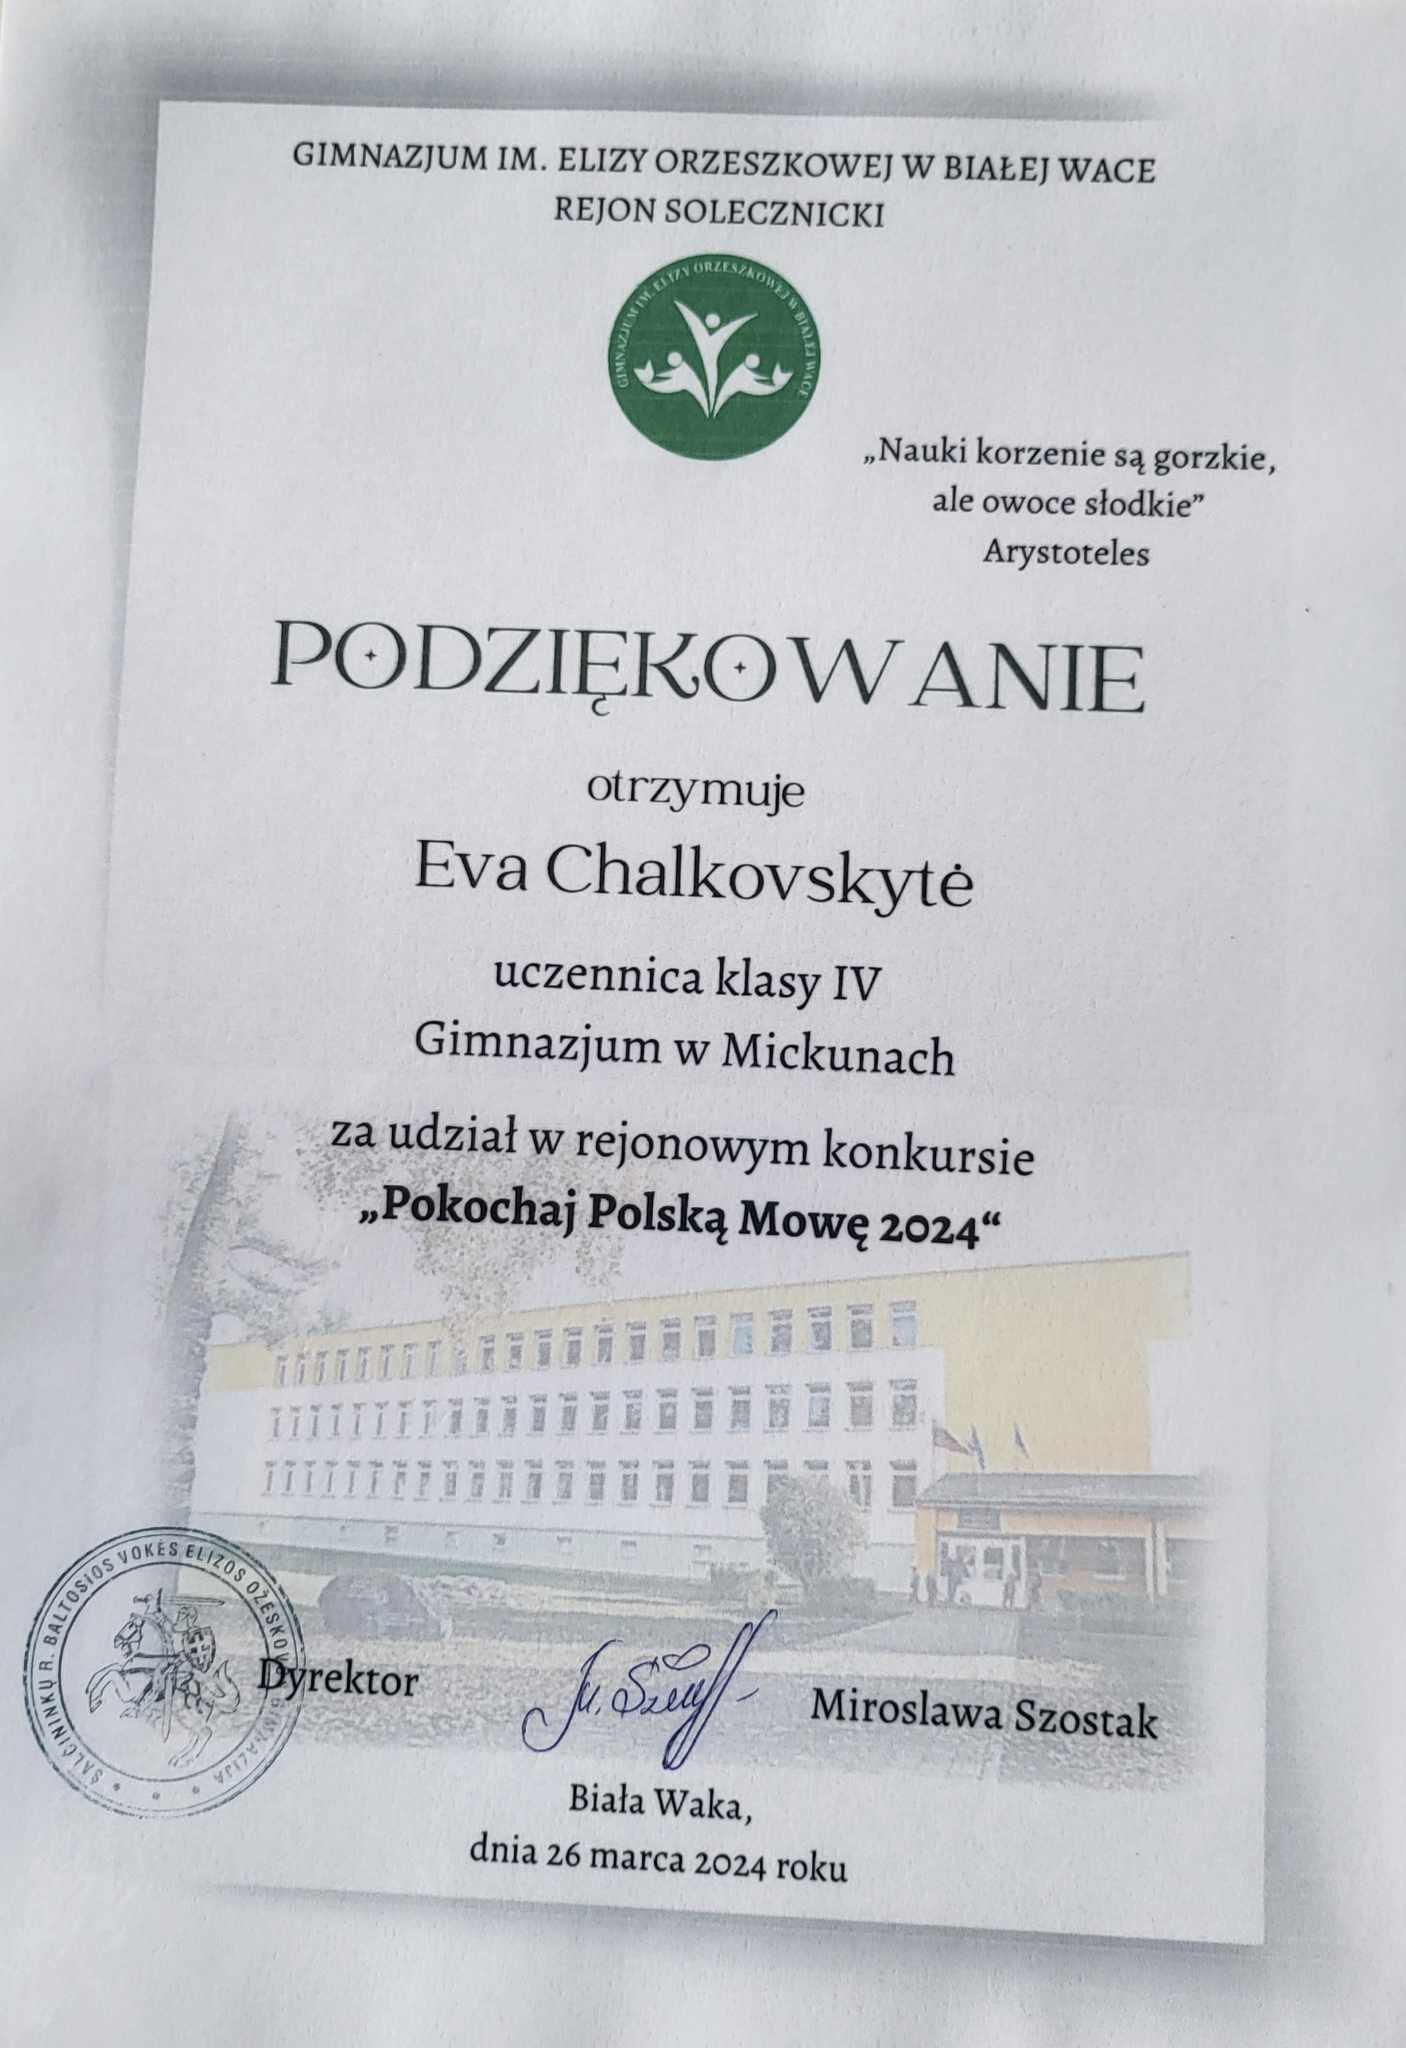 GIMNAZJUM IM. ELIZY ORZESZKOWEJ W BIAŁEJ WACE
REJON SOLECZNICKI
GIMNAZJUM IM. ELIZY ORZESZKOWEJ W BIAŁEJ WACE
„Nauki korzenie są gorzkie,
ale owoce słodkie”
Arystoteles
PODZIĘKOWANIE
otrzymuje
Eva Chalkovskytė
uczennica klasy IV
Gimnazjum w Mickunach
za udział w rejonowym konkursie
„Pokochaj Polską Mowę 2024“
ŠALČININKŲ R. BALTOSIOS VOKĖS ELIZOS OŽEŠKOVOS GIMNAZIJA
Dyrektor
Miroslawa Szostak
Biała Waka,
dnia 26 marca 2024 roku